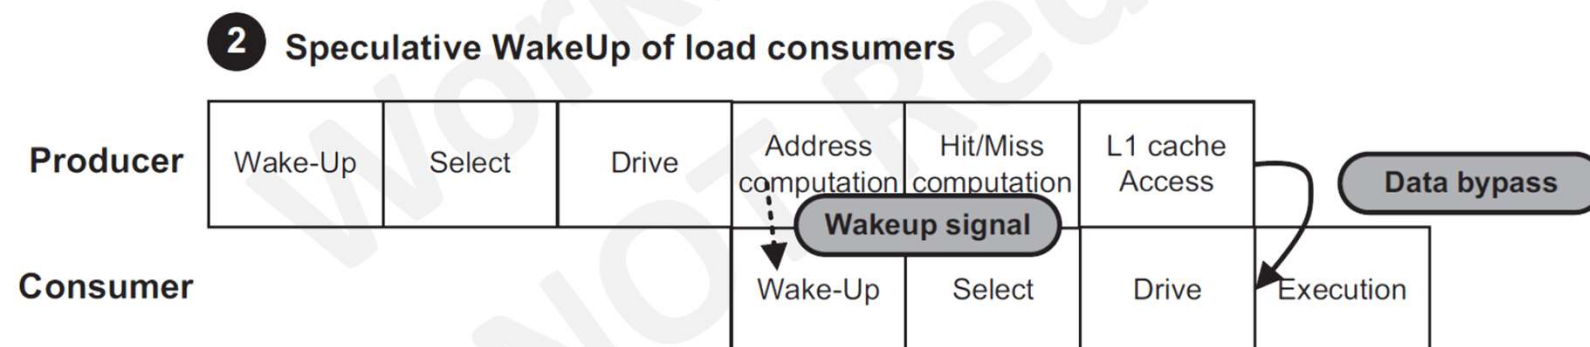 2 Speculative WakeUp of load consumers
Producer
Wake-Up
Select
Drive
Address
computation
Hit/Miss
computation
L1 cache
Access
Data bypass
Wakeup signal
Consumer
Wake-Up
Select
Drive
Execution
NOT